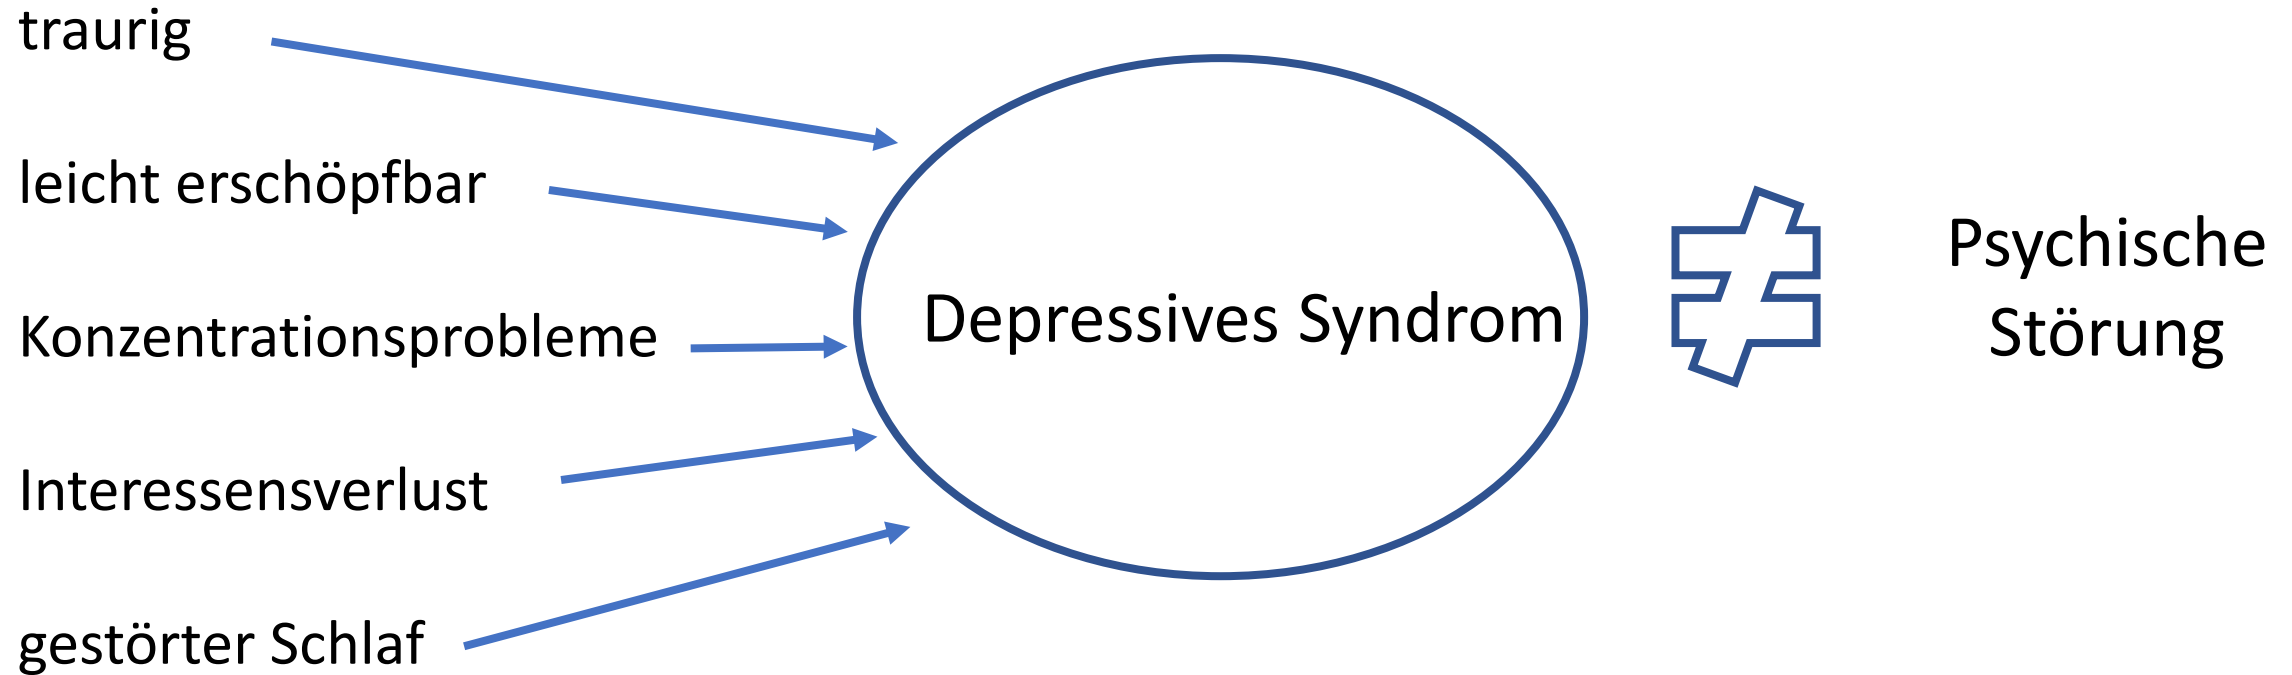 traurig
leicht erschöpfbar
Konzentrationsprobleme
Interessensverlust
gestörter Schlaf
Depressives Syndrom
≠
Psychische
Störung